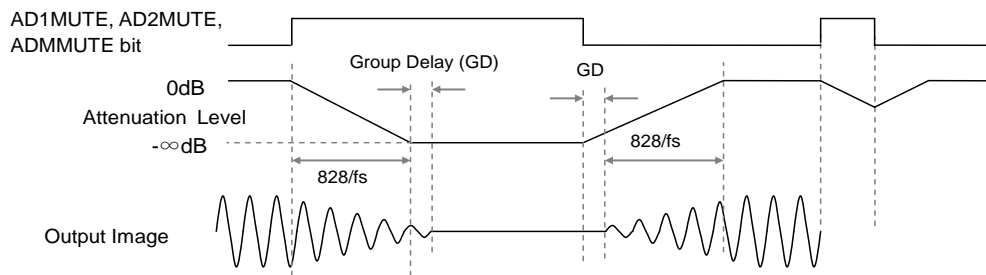 AD1MUTE, AD2MUTE,
ADMMUTE bit
Group Delay (GD)
GD
0dB
Attenuation Level
-∞dB
828/fs
828/fs
Output Image